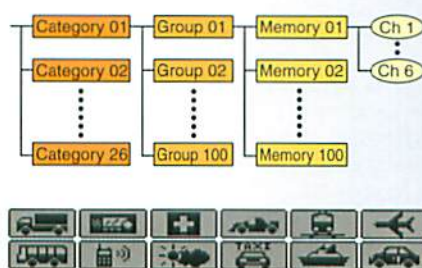 Category 01 Group 01 Memory 01 Ch 1
Category 02 Group 02 Memory 02 Ch 6
Category 26 Group 100 Memory 100
TAXI